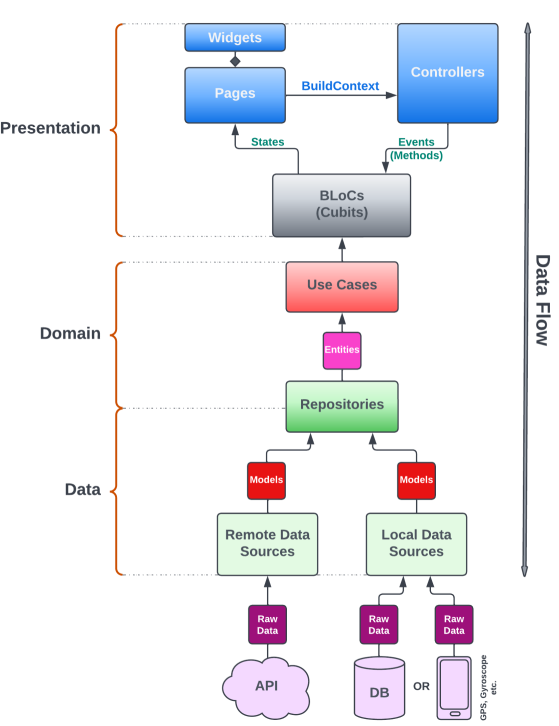 Widgets
Pages
BuildContext
Controllers
Presentation
States
Events
(Methods)
BLoCs
(Cubits)
Data Flow
Use Cases
Domain
Entities
Repositories
Data
Models
Models
Remote Data
Sources
Local Data
Sources
Raw
Data
Raw
Data
Raw
Data
API
DB
OR
GPS, Gyroscope
etc.